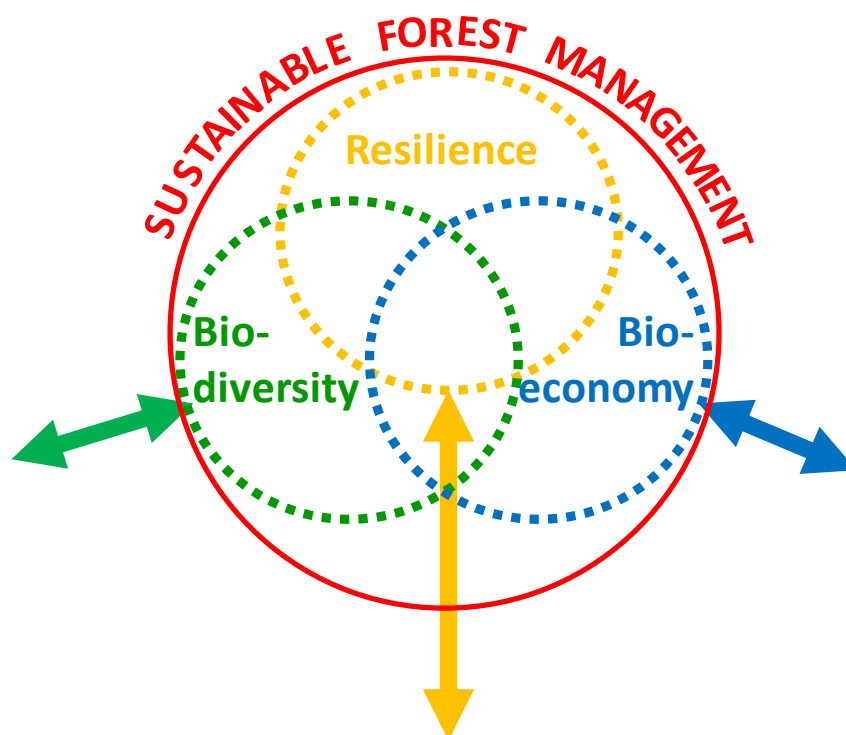 SUSTAINABLE FOREST MANAGEMENT
Resilience
Bio-
diversity
Bio-
economy